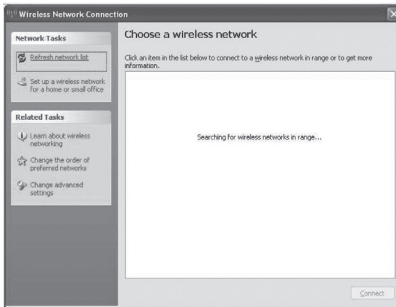 Wireless Network Connection
Network Tasks
Refresh network list
Set up a wireless network
for a home or small office
Related Tasks
Learn about wireless
networking
Change the order of
preferred networks
Change advanced
settings
Choose a wireless network
Click an item in the list below to connect to a wireless network in range or to get more
information.
Searching for wireless networks in range...
Connect